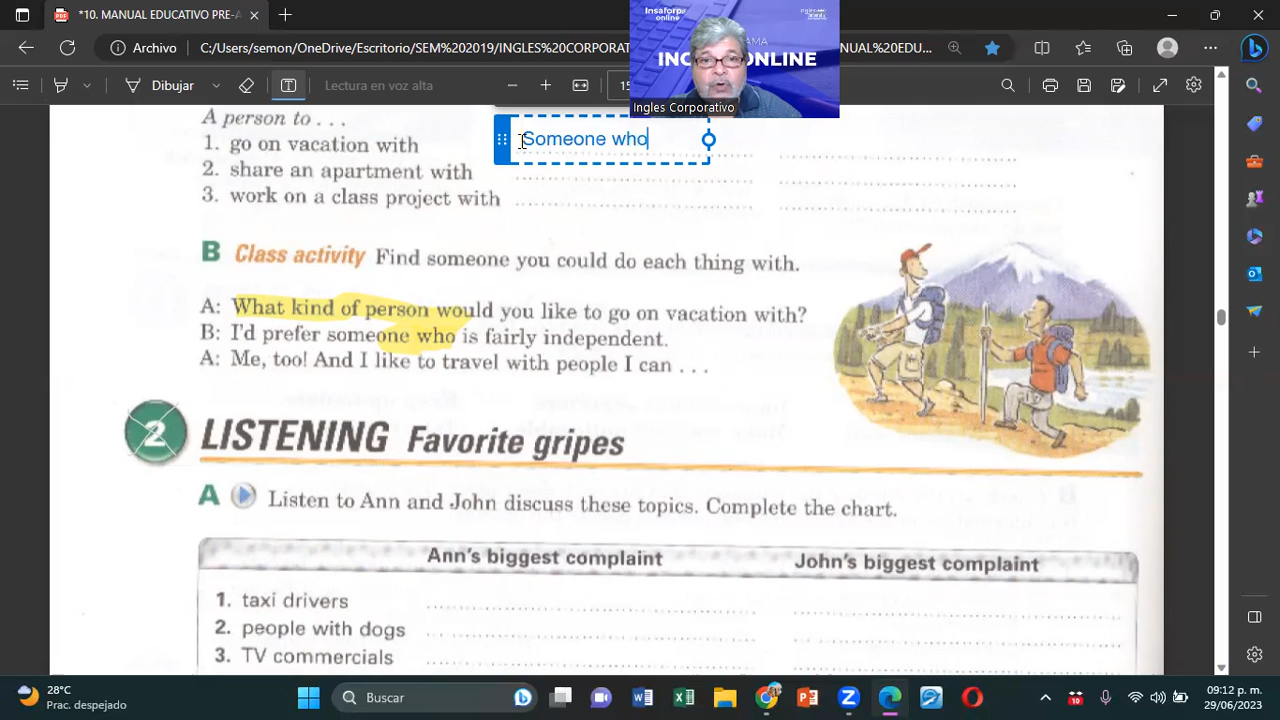 *10. ANNUAL EDUCATIVO PRE-A
Insaforp
online
INGLES ONLINE
Ingles Corporativo
Archivo
C:/Users/semon/OneDrive/Escritorio/SEM%202019/INGLES%20CORPORAT
NUAL%20EDU...
Dibujar
Lectura en voz alta
15
A person to . . .
1. go on vacation with
2. share an apartment with
3. work on a class project with
Someone who
B Class activity Find someone you could do each thing with.
A: What kind of person would you like to go on vacation with?
B: I'd prefer someone who is fairly independent.
A: Me, too! And I like to travel with people I can . . .
2 LISTENING Favorite gripes
A Listen to Ann and John discuss these topics. Complete the chart.
Ann's biggest complaint John's biggest complaint
1. taxi drivers
2. people with dogs
3. TV commercials
28°C
Prc. despejado
Buscar
10
09:12 p. m.
29/06/2023